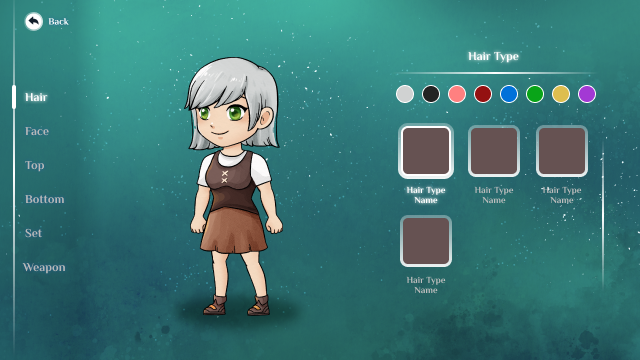 Back
Hair
Face
Top
Bottom
Set
Weapon
Hair Type
Hair Type
Name
Hair Type
Name
Hair Type
Name
Hair Type
Name